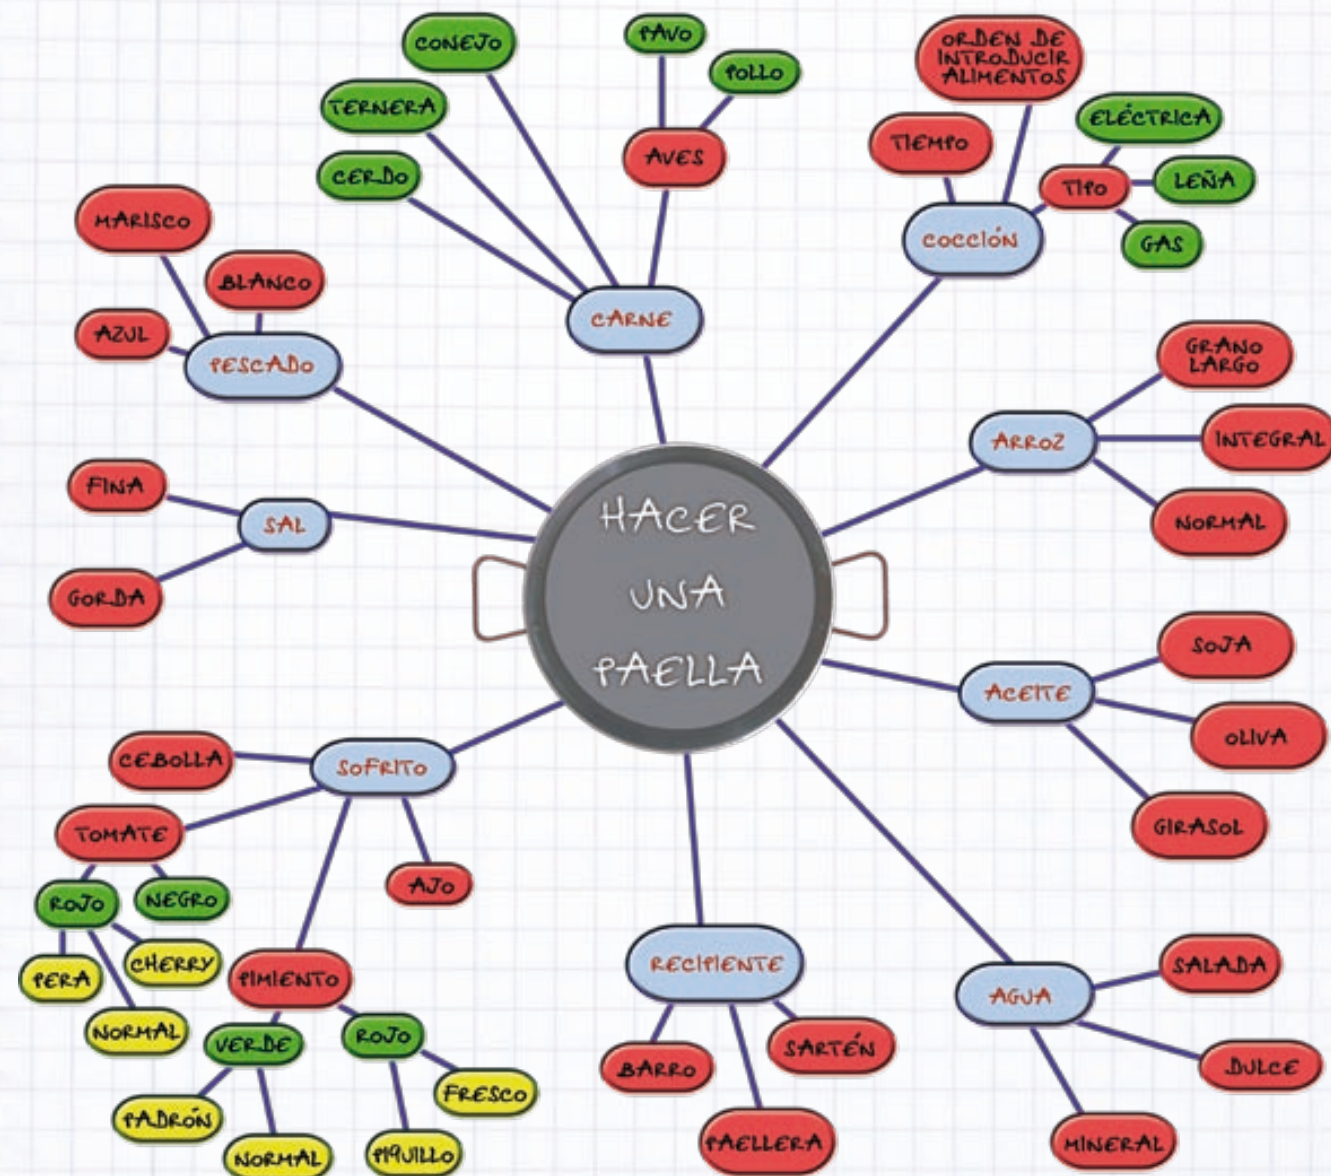 HACER
UNA
PAELLA
CARNE
CONEJO
TERNERA
CERDO
AVES
PAVO
POLLO
COCCIÓN
TIEMPO
ORDEN DE
INTRODUCIR
ALIMENTOS
TIPO
ELÉCTRICA
LEÑA
GAS
ARROZ
GRANO
LARGO
INTEGRAL
NORMAL
ACEITE
SOJA
OLIVA
GIRASOL
AGUA
SALADA
DULCE
MINERAL
RECIPIENTE
BARRO
PAELLERA
SARTÉN
SOFRITO
CEBOLLA
TOMATE
ROJO
NEGRO
PERA
CHERRY
NORMAL
AJO
PIMIENTO
VERDE
ROJO
PADRÓN
NORMAL
PIQUILLO
FRESCO
SAL
FINA
GORDA
PESCADO
MARISCO
BLANCO
AZUL